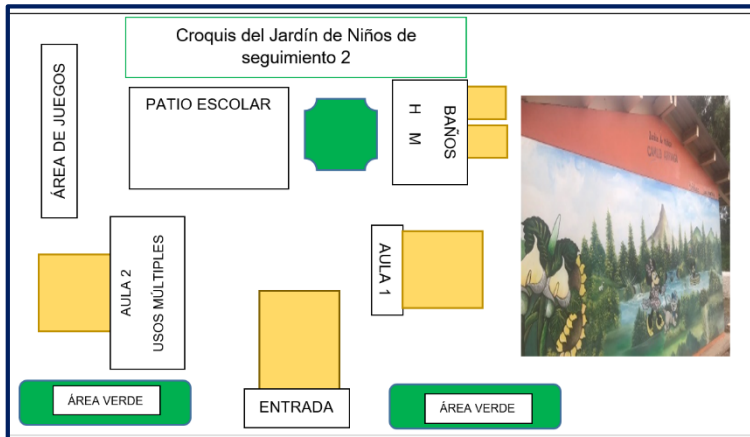 Croquis del Jardín de Niños de
seguimiento 2
ÁREA DE JUEGOS
PATIO ESCOLAR
BAÑOS
H M
AULA 2
USOS MÚLTIPLES
AULA 1
ÁREA VERDE
ENTRADA
ÁREA VERDE